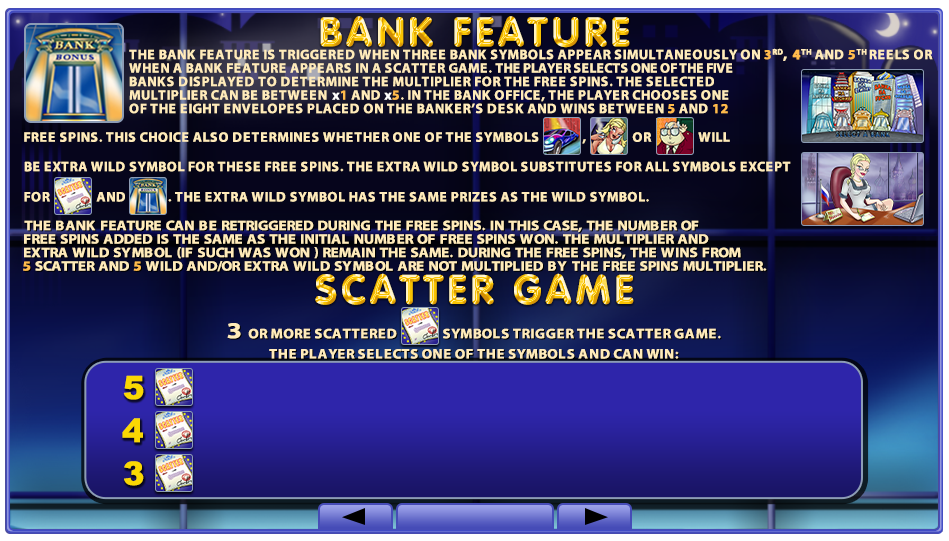 BANK FEATURE
BANK
BONUS
THE BANK FEATURE IS TRIGGERED WHEN THREE BANK SYMBOLS APPEAR SIMULTANEOUSLY ON 3RD, 4TH AND 5TH REELS OR
WHEN A BANK FEATURE APPEARS IN A SCATTER GAME. THE PLAYER SELECTS ONE OF THE FIVE
BANKS DISPLAYED TO DETERMINE THE MULTIPLIER FOR THE FREE SPINS. THE SELECTED
MULTIPLIER CAN BE BETWEEN x1 AND x5. IN THE BANK OFFICE, THE PLAYER CHOOSES ONE
OF THE EIGHT ENVELOPES PLACED ON THE BANKER'S DESK AND WINS BETWEEN 5 AND 12
FREE SPINS. THIS CHOICE ALSO DETERMINES WHETHER ONE OF THE SYMBOLS , OR WILL
BE EXTRA WILD SYMBOL FOR THESE FREE SPINS. THE EXTRA WILD SYMBOL SUBSTITUTES FOR ALL SYMBOLS EXCEPT
FOR SCATTER AND BANK BONUS . THE EXTRA WILD SYMBOL HAS THE SAME PRIZES AS THE WILD SYMBOL.
THE BANK FEATURE CAN BE RETRIGGERED DURING THE FREE SPINS. IN THIS CASE, THE NUMBER OF
FREE SPINS ADDED IS THE SAME AS THE INITIAL NUMBER OF FREE SPINS WON. THE MULTIPLIER AND
EXTRA WILD SYMBOL (IF SUCH WAS WON ) REMAIN THE SAME. DURING THE FREE SPINS, THE WINS FROM
5 SCATTER AND 5 WILD AND/OR EXTRA WILD SYMBOL ARE NOT MULTIPLIED BY THE FREE SPINS MULTIPLIER.
SCATTER GAME
3 OR MORE SCATTERED SCATTER SYMBOLS TRIGGER THE SCATTER GAME.
THE PLAYER SELECTS ONE OF THE SYMBOLS AND CAN WIN:
5 SCATTER
4 SCATTER
3 SCATTER